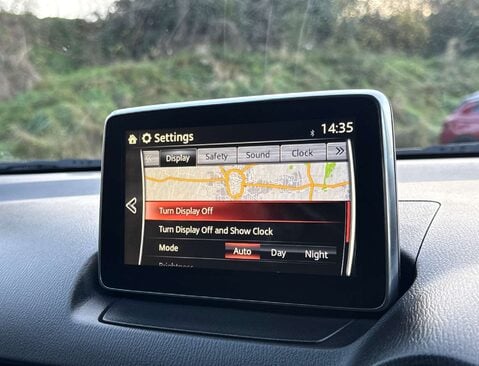 Settings 14:35
Display Safety Sound Clock
Turn Display Off
Turn Display Off and Show Clock
Mode Auto Day Night
Brightness